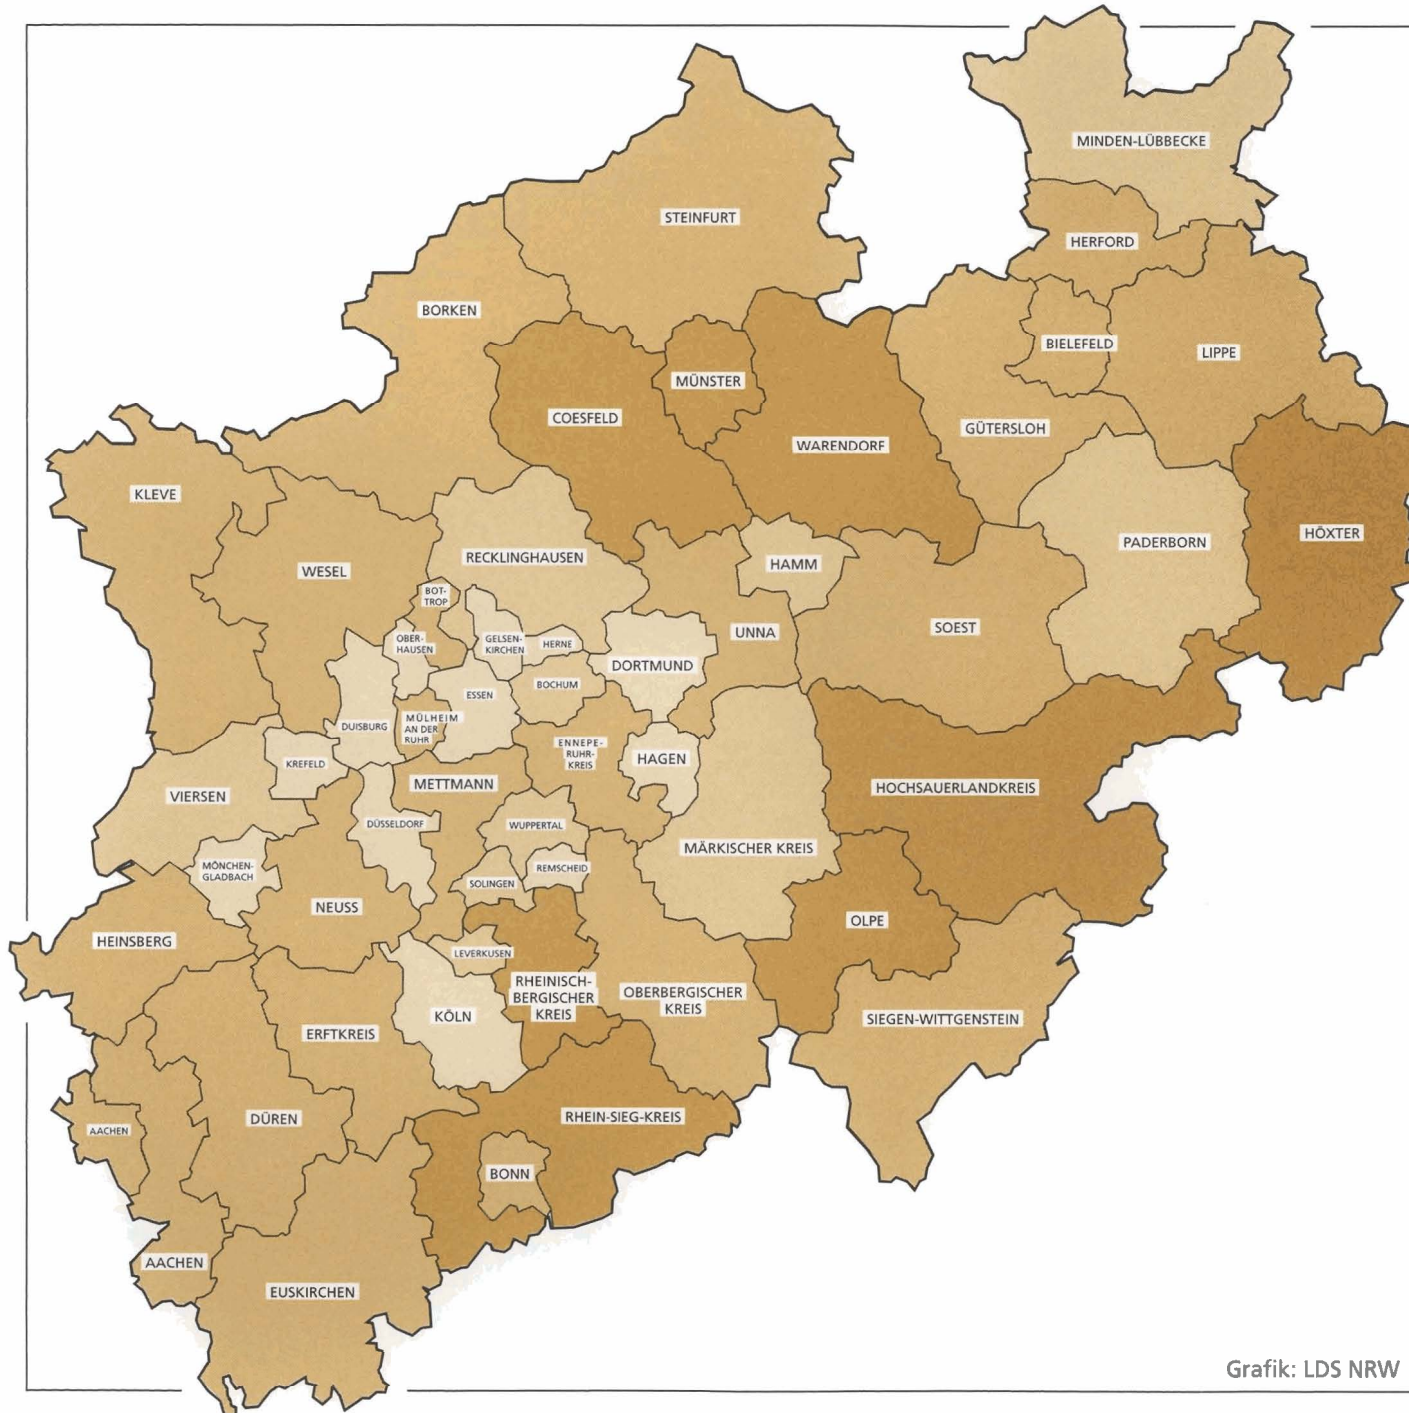 MINDEN-LÜBBECKE
STEINFURT
HERFORD
BORKEN
BIELEFELD
LIPPE
MÜNSTER
COESFELD
GÜTERSLOH
WARENDORF
KLEVE
HÖXTER
PADERBORN
RECKLINGHAUSEN
HAMM
WESEL
BOT-
TROP
SOEST
UNNA
OBER-
HAUSEN
GELSEN-
KIRCHEN
HERNE
DORTMUND
BOCHUM
ESSEN
DUISBURG
MÜLHEIM
AN DER
RUHR
ENNEPE-
RUHR-
KREIS
HAGEN
KREFELD
METTMANN
HOCHSAUERLANDKREIS
VIERSEN
DÜSSELDORF
WUPPERTAL
MÄRKISCHER KREIS
MÖNCHEN-
GLADBACH
REMSCHEID
SOLINGEN
NEUSS
OLPE
HEINSBERG
LEVERKUSEN
RHEINISCH-
BERGISCHER
KREIS
OBERBERGISCHER
KREIS
KÖLN
SIEGEN-WITTGENSTEIN
ERFTKREIS
DÜREN
RHEIN-SIEG-KREIS
AACHEN
BONN
AACHEN
EUSKIRCHEN
Grafik: LDS NRW